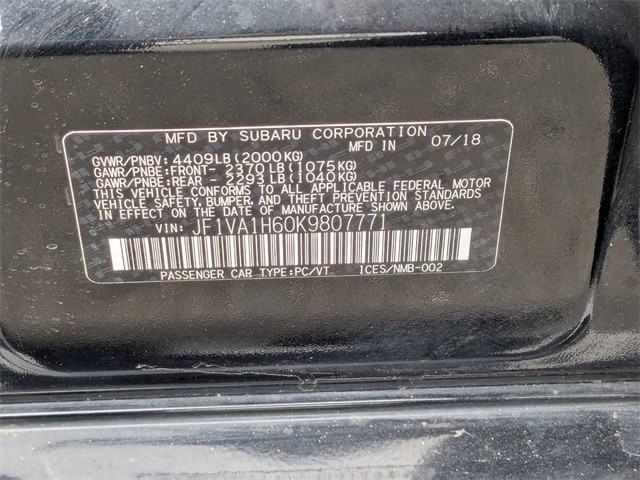 MFD BY SUBARU CORPORATION
MFD IN 07/18
GVWR/PNBV: 4409LB(2000KG)
GAWR/PNBE:FRONT- 2370LB(1075KG)
GAWR/PNBE:REAR - 2293LB(1040KG)
THIS VEHICLE CONFORMS TO ALL APPLICABLE FEDERAL MOTOR
VEHICLE SAFETY, BUMPER, AND THEFT PREVENTION STANDARDS
IN EFFECT ON THE DATE OF MANUFACTURE SHOWN ABOVE.
VIN: JF1VA1H60K9807771
PASSENGER CAR TYPE:PC/VT ICES/NMB-002